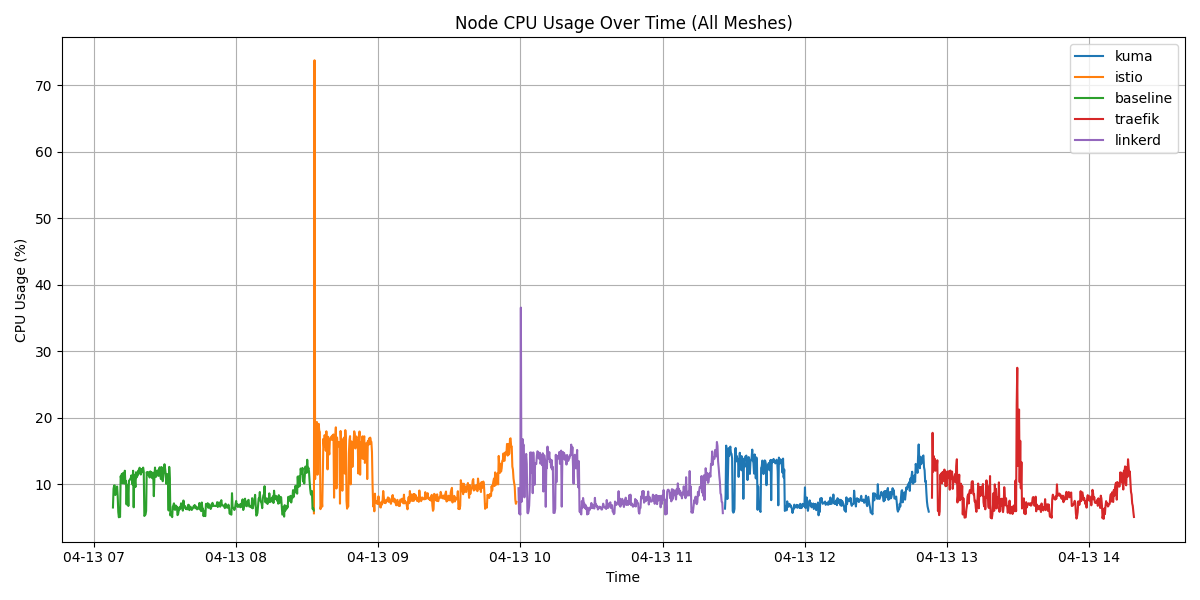 Node CPU Usage Over Time (All Meshes)
kuma
istio
baseline
traefik
linkerd
CPU Usage (%)
70
60
50
40
30
20
10
04-13 07
04-13 08
04-13 09
04-13 10
04-13 11
04-13 12
04-13 13
04-13 14
Time